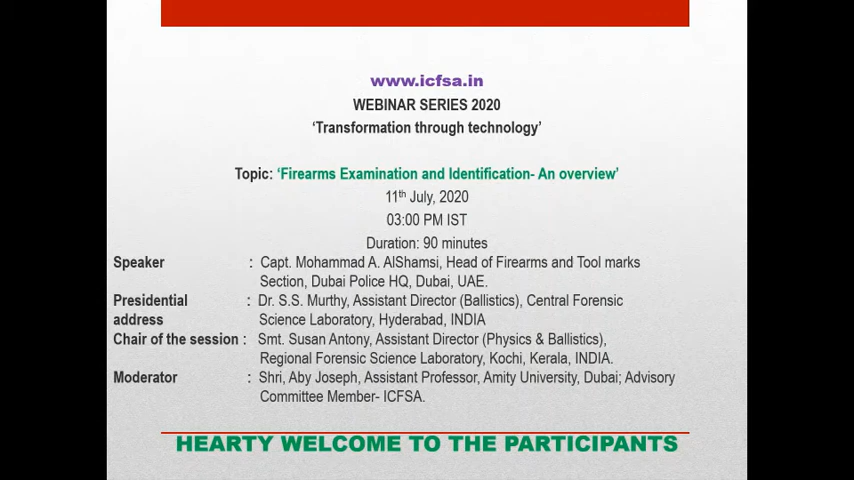 www.icfsa.in
WEBINAR SERIES 2020
‘Transformation through technology’
Topic: ‘Firearms Examination and Identification- An overview’
11th July, 2020
03:00 PM IST
Duration: 90 minutes
Speaker : Capt. Mohammad A. AlShamsi, Head of Firearms and Tool marks
Section, Dubai Police HQ, Dubai, UAE.
Presidential : Dr. S.S. Murthy, Assistant Director (Ballistics), Central Forensic
address Science Laboratory, Hyderabad, INDIA
Chair of the session : Smt. Susan Antony, Assistant Director (Physics & Ballistics),
Regional Forensic Science Laboratory, Kochi, Kerala, INDIA.
Moderator : Shri, Aby Joseph, Assistant Professor, Amity University, Dubai; Advisory
Committee Member- ICFSA.
HEARTY WELCOME TO THE PARTICIPANTS